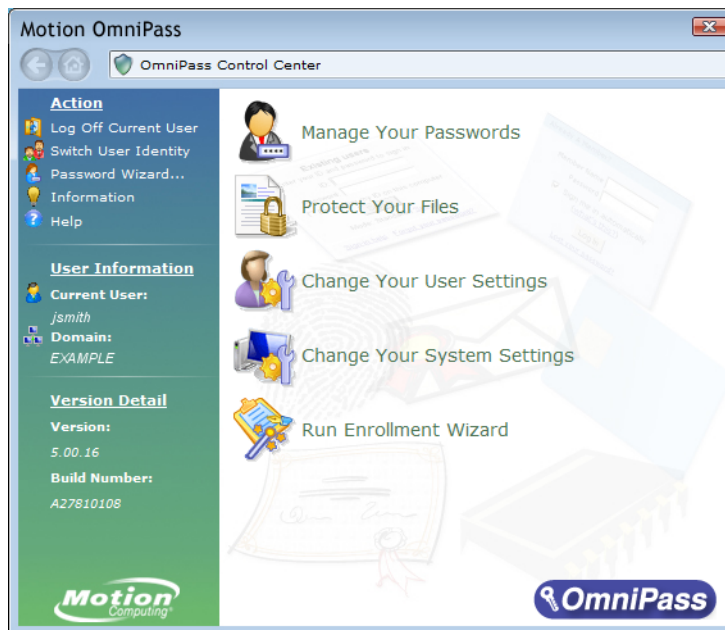 Motion OmniPass
OmniPass Control Center
Action
Log Off Current User
Switch User Identity
Password Wizard...
Information
Help
User Information
Current User:
jsmith
Domain:
EXAMPLE
Version Detail
Version:
5.00.16
Build Number:
A27810108
Motion
Computing®
Manage Your Passwords
Protect Your Files
Change Your User Settings
Change Your System Settings
Run Enrollment Wizard
Existing users
OmniPass